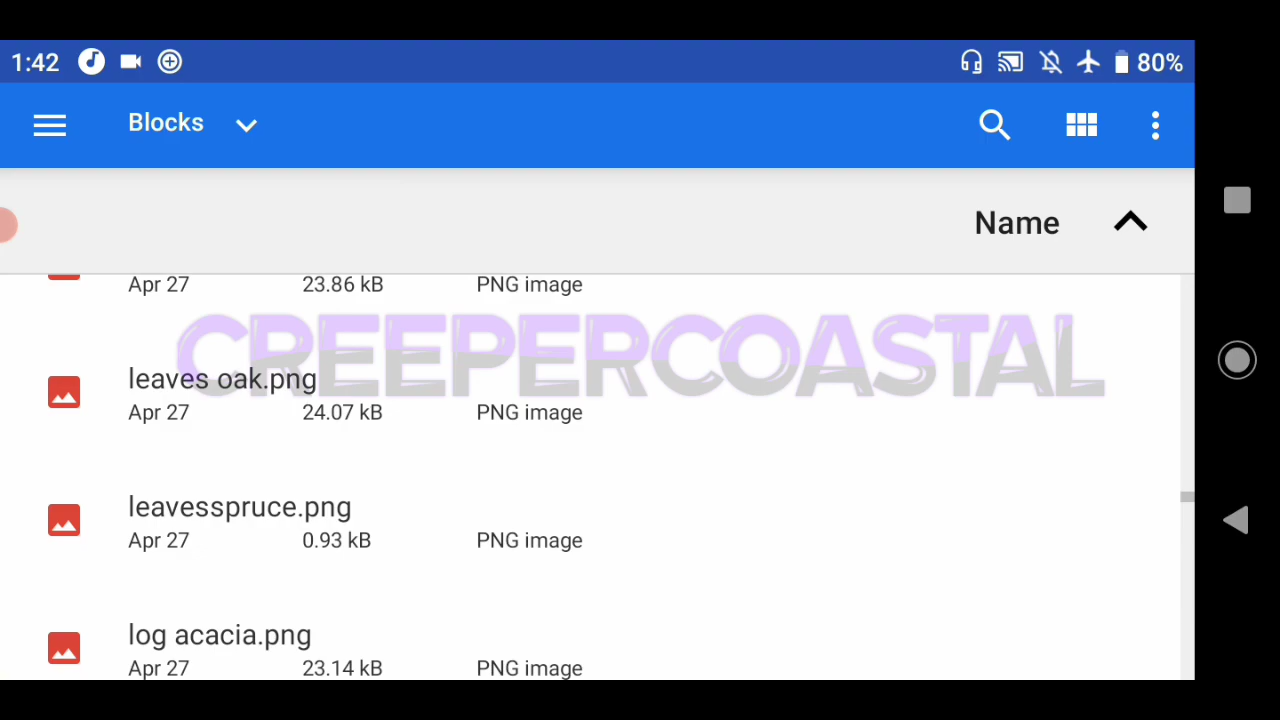 1:42
80%
Blocks
Name
Apr 27 23.86 kB PNG image
CREEPERCOASTAL
leaves oak.png
Apr 27 24.07 kB PNG image
leavesspruce.png
Apr 27 0.93 kB PNG image
log acacia.png
Apr 27 23.14 kB PNG image